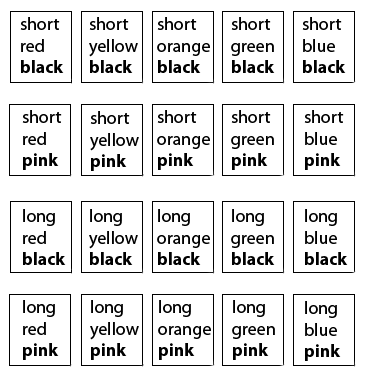 short short short short short
red yellow orange green blue
black black black black black
short short short short short
red yellow orange green blue
pink pink pink pink pink
long long long long long
red yellow orange green blue
black black black black black
long long long long long
red yellow orange green blue
pink pink pink pink pink